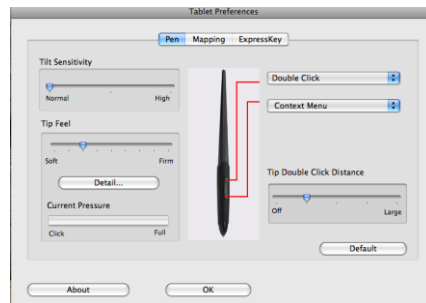 Tablet Preferences
Pen Mapping ExpressKey
Tilt Sensitivity
Normal High
Tip Feel
Soft Firm
Detail...
Current Pressure
Click Full
Double Click
Context Menu
Tip Double Click Distance
Off Large
Default
About OK